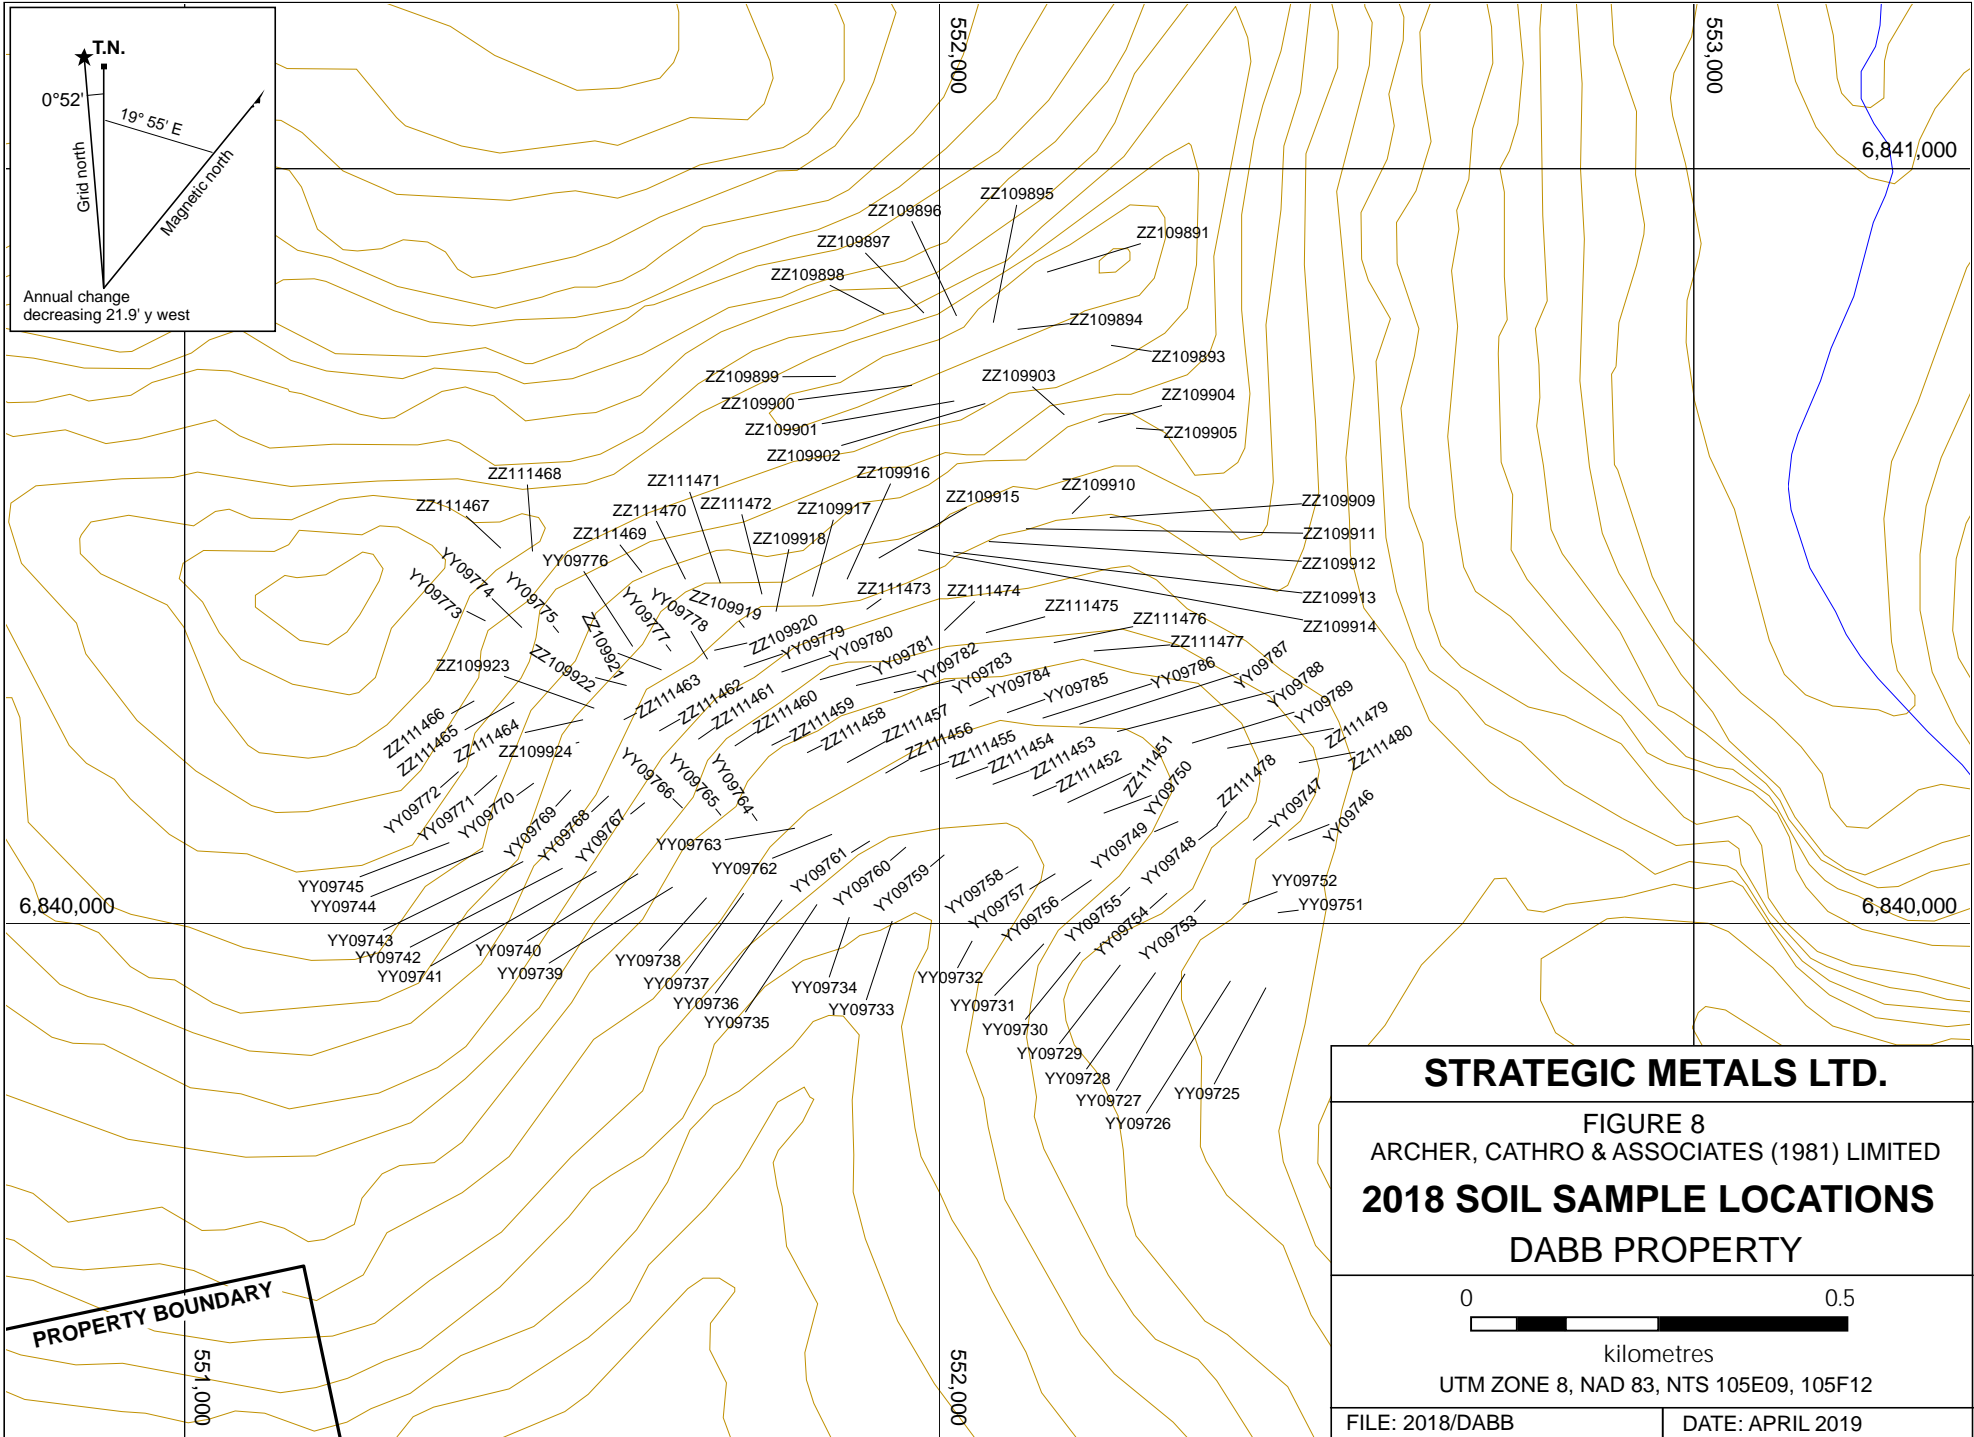 T.N.
0°52'
19° 55' E
Grid north
Magnetic north
Annual change
decreasing 21.9' y west
552,000
553,000
6,841,000
ZZ109895
ZZ109896
ZZ109891
ZZ109897
ZZ109898
ZZ109894
ZZ109893
ZZ109899
ZZ109903
ZZ109900
ZZ109904
ZZ109901
ZZ109905
ZZ109902
ZZ111468
ZZ111471
ZZ109916
ZZ111467
ZZ111470
ZZ111472
ZZ109917
ZZ109915
ZZ109910
ZZ109909
ZZ111469
ZZ109918
ZZ109911
YY09776
ZZ109912
YY09774
YY09773
YY09775
YY09777
YY09778
ZZ109919
ZZ111473
ZZ111474
ZZ109913
ZZ111475
ZZ111476
ZZ109914
ZZ109921
ZZ109920
YY09779
YY09780
ZZ111477
ZZ109923
ZZ109922
YY09781
YY09782
YY09783
YY09784
YY09785
YY09786
YY09787
YY09788
YY09789
ZZ111463
ZZ111462
ZZ111461
ZZ111460
ZZ111459
ZZ111458
ZZ111457
ZZ111456
ZZ111455
ZZ111454
ZZ111453
ZZ111452
ZZ111451
ZZ111479
ZZ111480
ZZ111466
ZZ111465
ZZ111464
ZZ109924
YY09766
YY09765
YY09764
YY09750
ZZ111478
YY09747
YY09746
YY09772
YY09771
YY09770
YY09769
YY09768
YY09767
YY09763
YY09762
YY09761
YY09760
YY09759
YY09758
YY09757
YY09756
YY09749
YY09748
YY09755
YY09754
YY09753
YY09752
YY09751
YY09745
YY09744
6,840,000
6,840,000
YY09743
YY09742
YY09741
YY09740
YY09739
YY09738
YY09737
YY09736
YY09735
YY09734
YY09733
YY09732
YY09731
YY09730
YY09729
YY09728
YY09727
YY09726
YY09725
PROPERTY BOUNDARY
551,000
552,000
STRATEGIC METALS LTD.
FIGURE 8
ARCHER, CATHRO & ASSOCIATES (1981) LIMITED
2018 SOIL SAMPLE LOCATIONS
DABB PROPERTY
0 0.5
kilometres
UTM ZONE 8, NAD 83, NTS 105E09, 105F12
FILE: 2018/DABB DATE: APRIL 2019